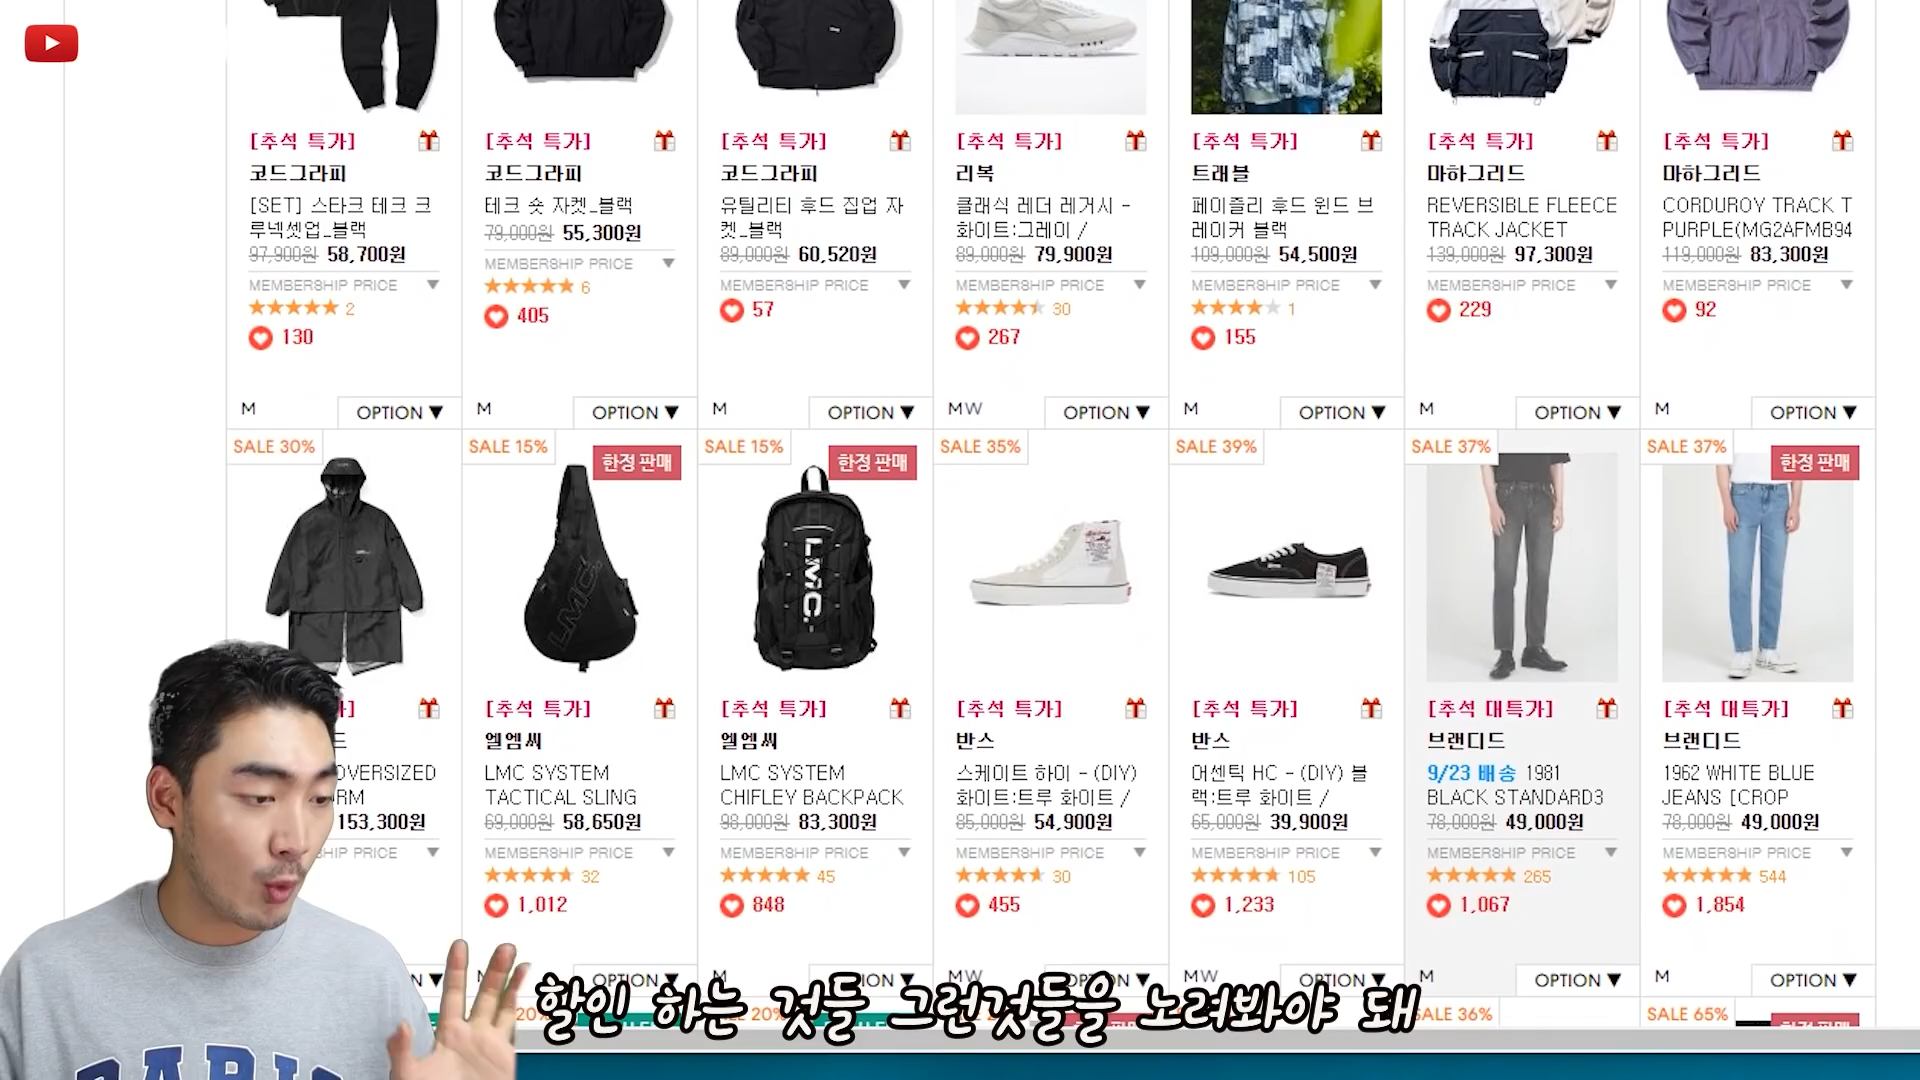 [추석 특가]
코드그라피
[SET] 스타크 테크 크
루넥셋업_블랙
97,900원 58,700원
MEMBERSHIP PRICE ▼
2
130
M
OPTION ▼
[추석 특가]
코드그라피
테크 숏 자켓_블랙
79,000원 55,300원
MEMBERSHIP PRICE ▼
6
405
M
OPTION ▼
[추석 특가]
코드그라피
유틸리티 후드 집업 자
켓_블랙
89,000원 60,520원
MEMBERSHIP PRICE ▼
57
M
OPTION ▼
[추석 특가]
리복
클래식 레더 레거시 -
화이트:그레이 /
89,000원 79,900원
MEMBERSHIP PRICE ▼
30
267
MW
OPTION ▼
[추석 특가]
트래블
페이즐리 후드 윈드 브
레이커 블랙
109,000원 54,500원
MEMBERSHIP PRICE ▼
1
155
M
OPTION ▼
[추석 특가]
마하그리드
REVERSIBLE FLEECE
TRACK JACKET
139,000원 97,300원
MEMBERSHIP PRICE ▼
229
M
OPTION ▼
[추석 특가]
마하그리드
CORDUROY TRACK T
PURPLE(MG2AFMB94
119,000원 83,300원
MEMBERSHIP PRICE ▼
92
M
OPTION ▼
SALE 30%
가]
드
OVERSIZED
RM
153,300원
SHIP PRICE ▼
N ▼
SALE 15%
한정 판매
LMC.
[추석 특가]
엘엠씨
LMC SYSTEM
TACTICAL SLING
69,000원 58,650원
MEMBERSHIP PRICE ▼
32
1,012
OPTION ▼
SALE 15%
한정 판매
LMC.
[추석 특가]
엘엠씨
LMC SYSTEM
CHIFLEY BACKPACK
98,000원 83,300원
MEMBERSHIP PRICE ▼
45
848
M
ION ▼
SALE 35%
[추석 특가]
반스
스케이트 하이 - (DIY)
화이트:트루 화이트 /
85,000원 54,900원
MEMBERSHIP PRICE ▼
30
455
MW
OPTION ▼
SALE 39%
[추석 특가]
반스
어센틱 HC - (DIY) 블
랙:트루 화이트 /
65,000원 39,900원
MEMBERSHIP PRICE ▼
105
1,233
MW
OPTION ▼
SALE 37%
[추석 대특가]
브랜디드
9/23 배송 1981
BLACK STANDARD3
78,000원 49,000원
MEMBERSHIP PRICE ▼
265
1,067
M
OPTION ▼
SALE 37%
한정 판매
[추석 대특가]
브랜디드
1962 WHITE BLUE
JEANS [CROP
78,000원 49,000원
MEMBERSHIP PRICE ▼
544
1,854
M
OPTION ▼
20%
LE 20%
SALE 36%
SALE 65%
할인 하는 것들 그런것들을 노려봐야 돼